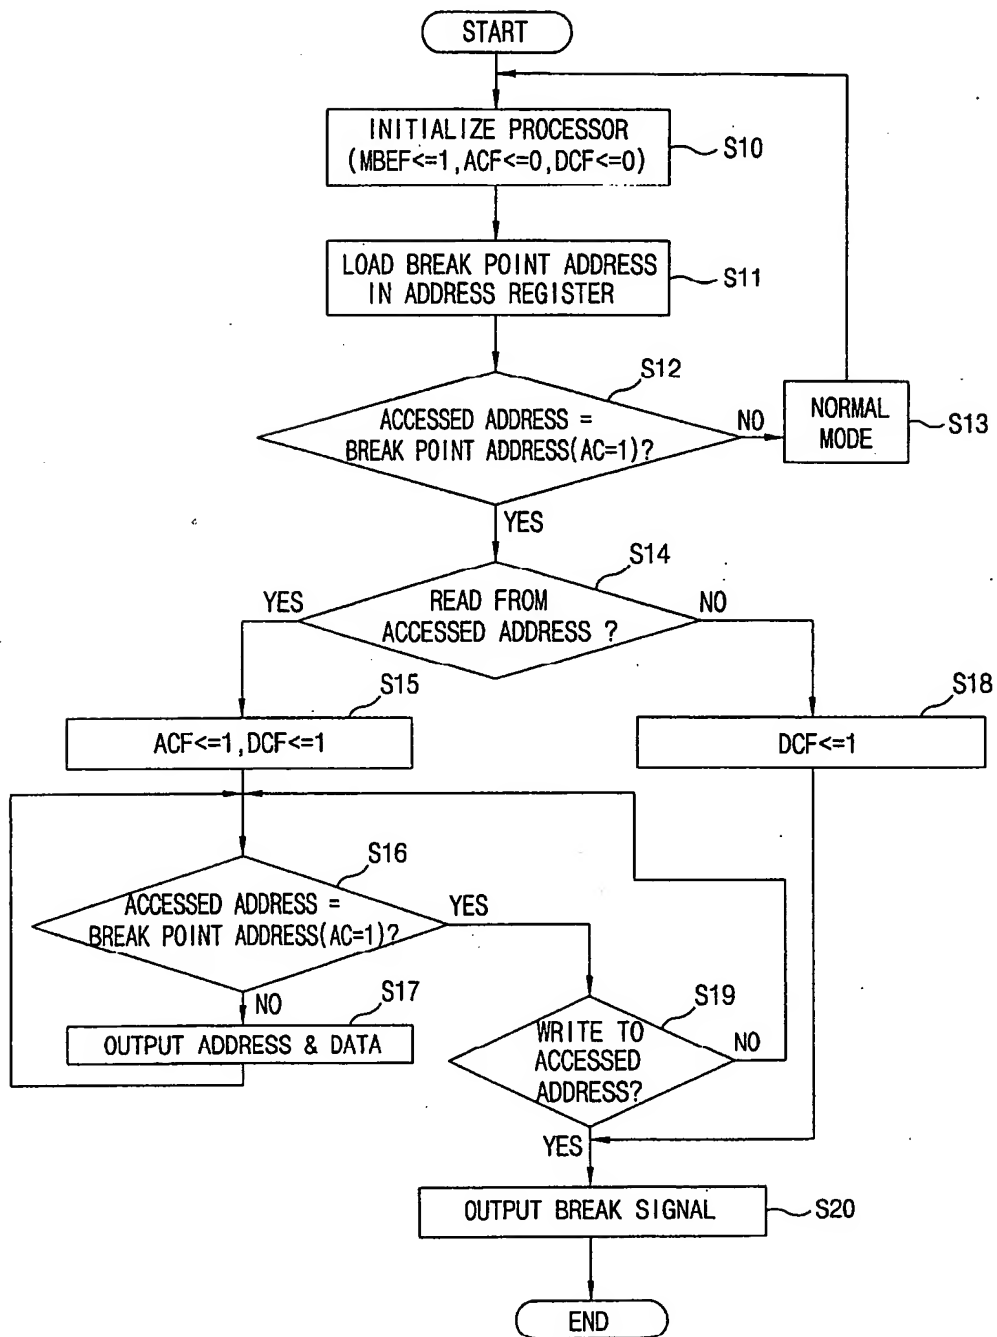 START
INITIALIZE PROCESSOR
(MBEF<=1,ACF<=0,DCF<=0)
S10
LOAD BREAK POINT ADDRESS
IN ADDRESS REGISTER
S11
S12
ACCESSED ADDRESS =
BREAK POINT ADDRESS(AC=1)?
NO
NORMAL
MODE
S13
YES
S14
YES
READ FROM
ACCESSED ADDRESS ?
NO
S15
ACF<=1,DCF<=1
S18
DCF<=1
S16
ACCESSED ADDRESS =
BREAK POINT ADDRESS(AC=1)?
YES
NO
S17
OUTPUT ADDRESS & DATA
S19
WRITE TO
ACCESSED
ADDRESS?
NO
YES
OUTPUT BREAK SIGNAL
S20
END